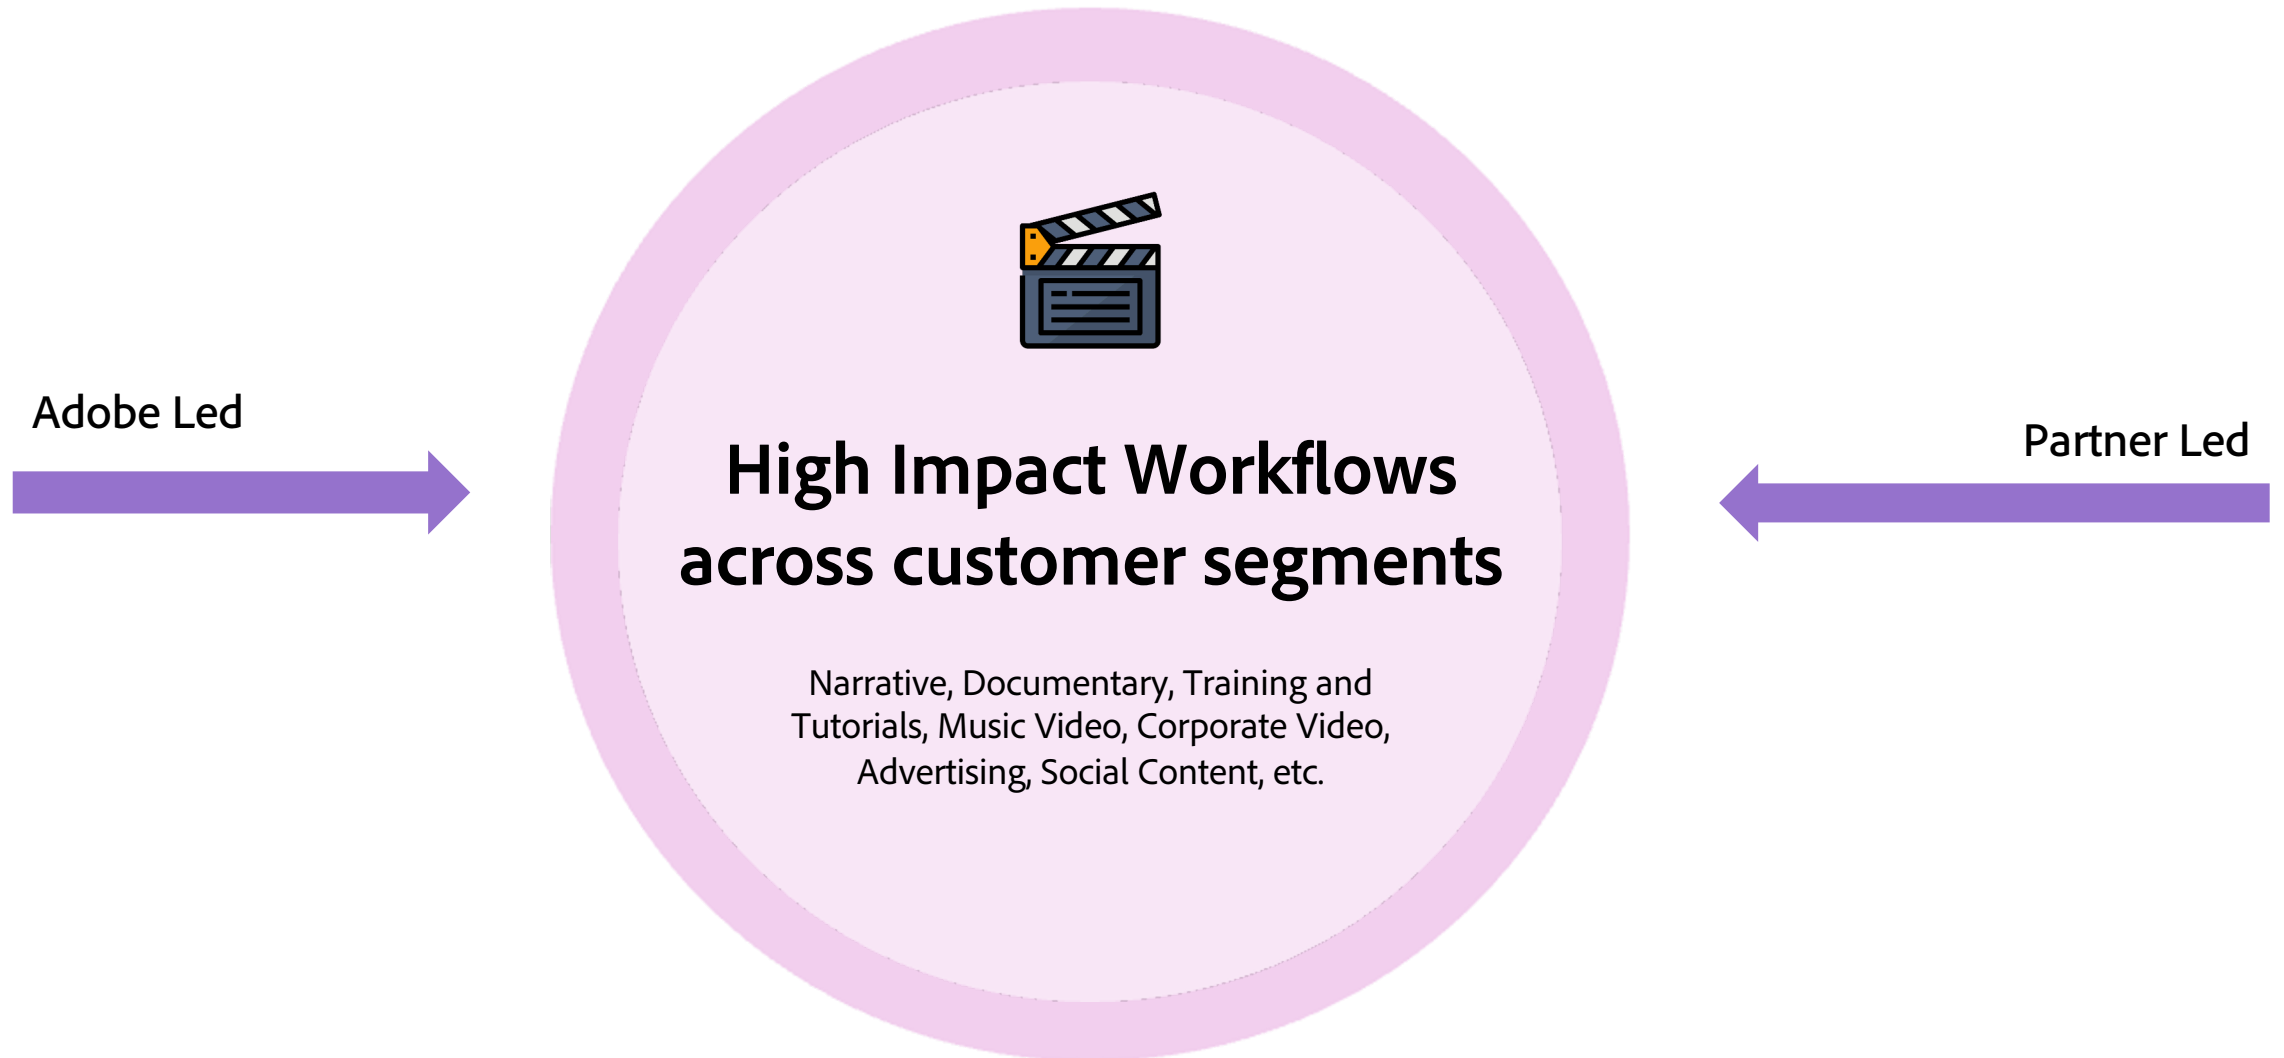 Adobe Led
High Impact Workflows
across customer segments
Narrative, Documentary, Training and
Tutorials, Music Video, Corporate Video,
Advertising, Social Content, etc.
Partner Led